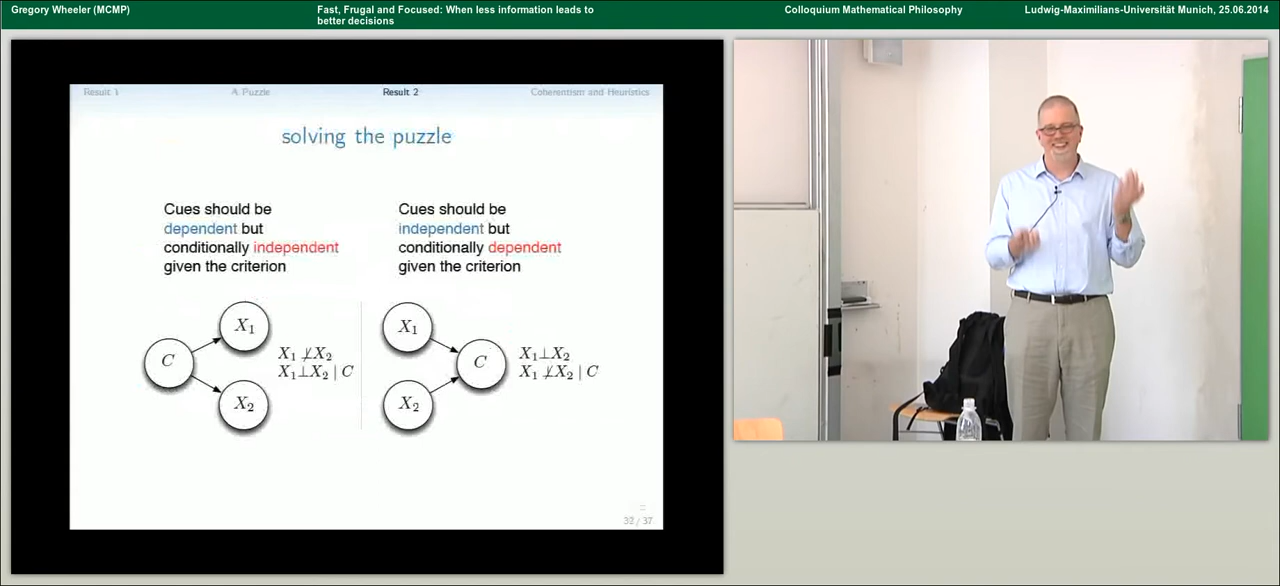 Gregory Wheeler (MCMP)
Fast, Frugal and Focused: When less information leads to
better decisions
Colloquium Mathematical Philosophy
Ludwig-Maximilians-Universität Munich, 25.06.2014
Result 1
A Puzzle
Result 2
Coherentism and Heuristics
solving the puzzle
Cues should be
dependent but
conditionally independent
given the criterion
Cues should be
independent but
conditionally dependent
given the criterion
C
X₁
X₂
X₁ ⊥̸ X₂
X₁ ⊥ X₂ | C
X₁
X₂
C
X₁ ⊥ X₂
X₁ ⊥̸ X₂ | C
32 / 37